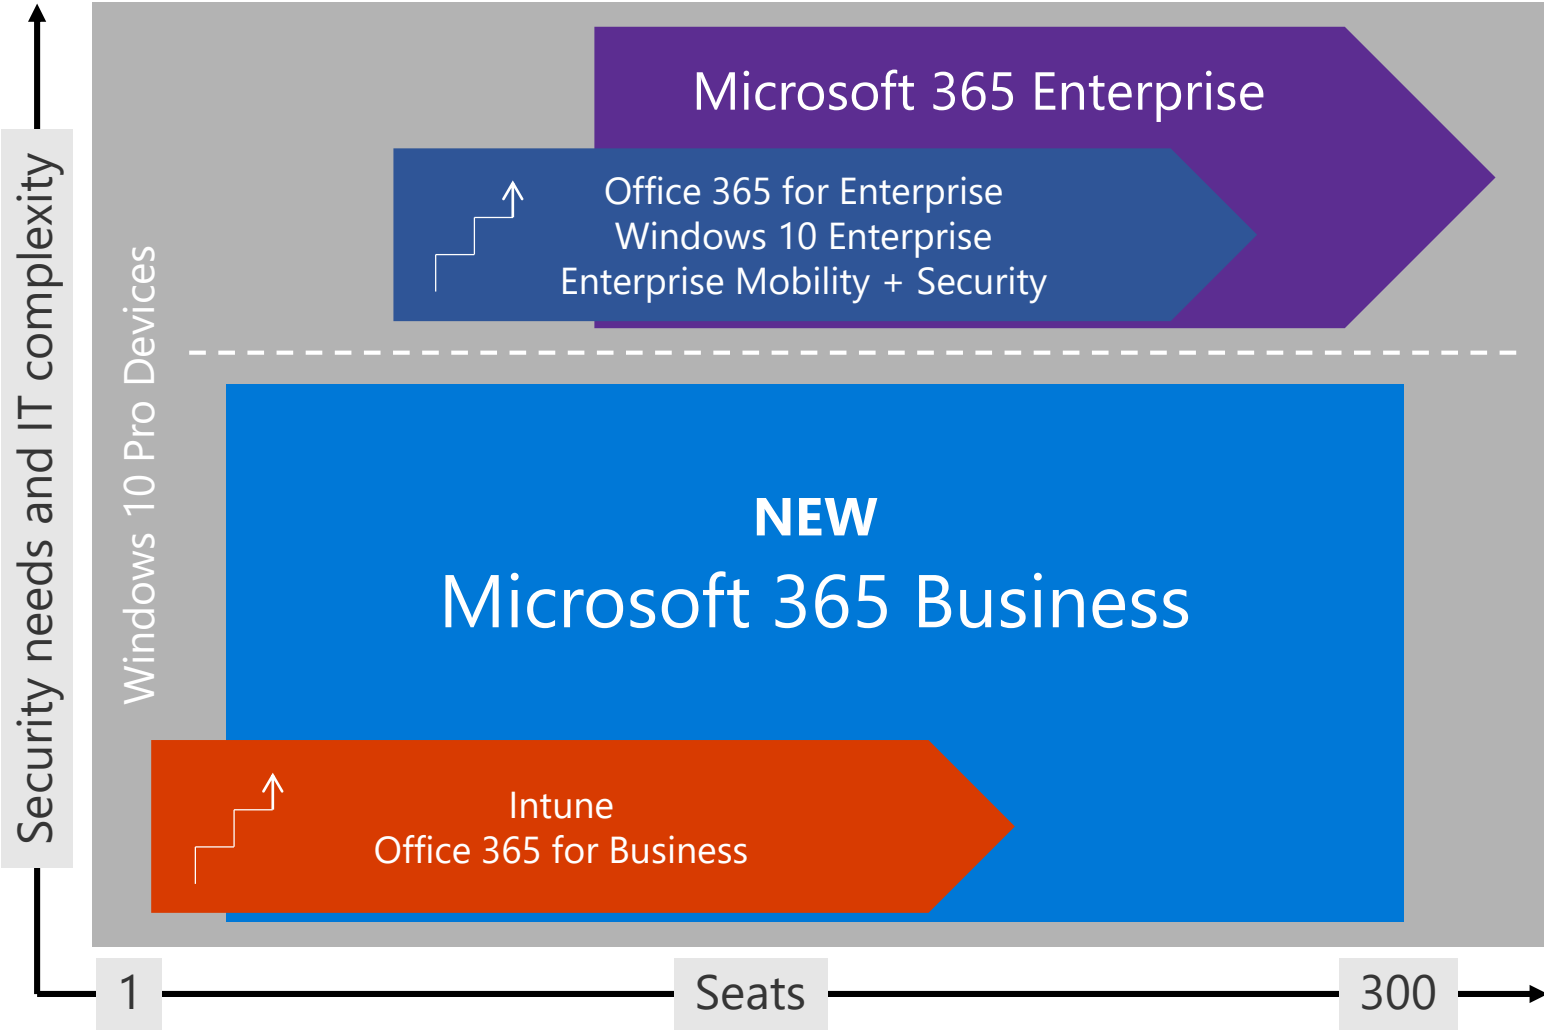 Security needs and IT complexity
Windows 10 Pro Devices
Microsoft 365 Enterprise
Office 365 for Enterprise
Windows 10 Enterprise
Enterprise Mobility + Security
NEW
Microsoft 365 Business
Intune
Office 365 for Business
1
Seats
300